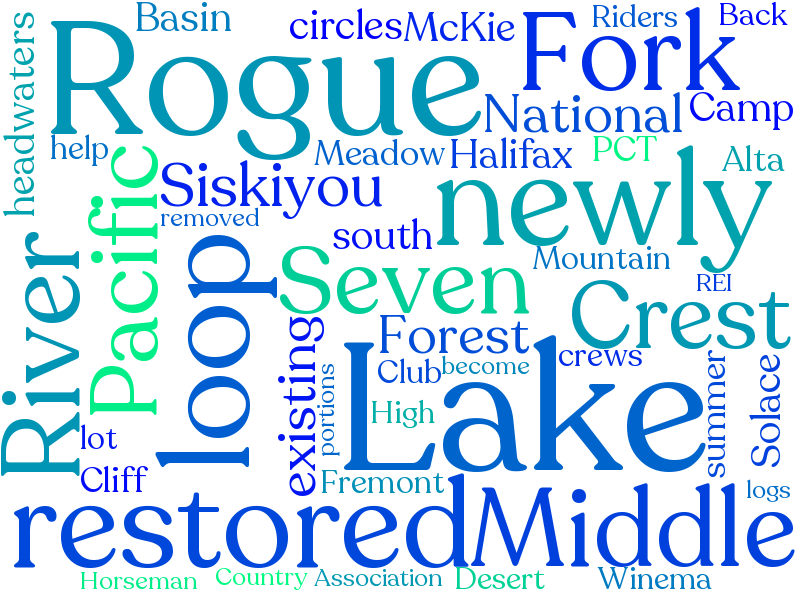 Basin
circles
McKie
Fork
Riders
Back
headwaters
Rogue
National
Camp
help
Meadow
Halifax
PCT
Alta
Pacific
Siskiyou
newly
removed
south
River
loop
Seven
Mountain
REI
Crest
existing
Forest
Lake
crews
Club
become
portions
summer
Solace
High
lot
Cliff
Fremont
logs
restored
Middle
Horseman
Country
Association
Desert
Winema